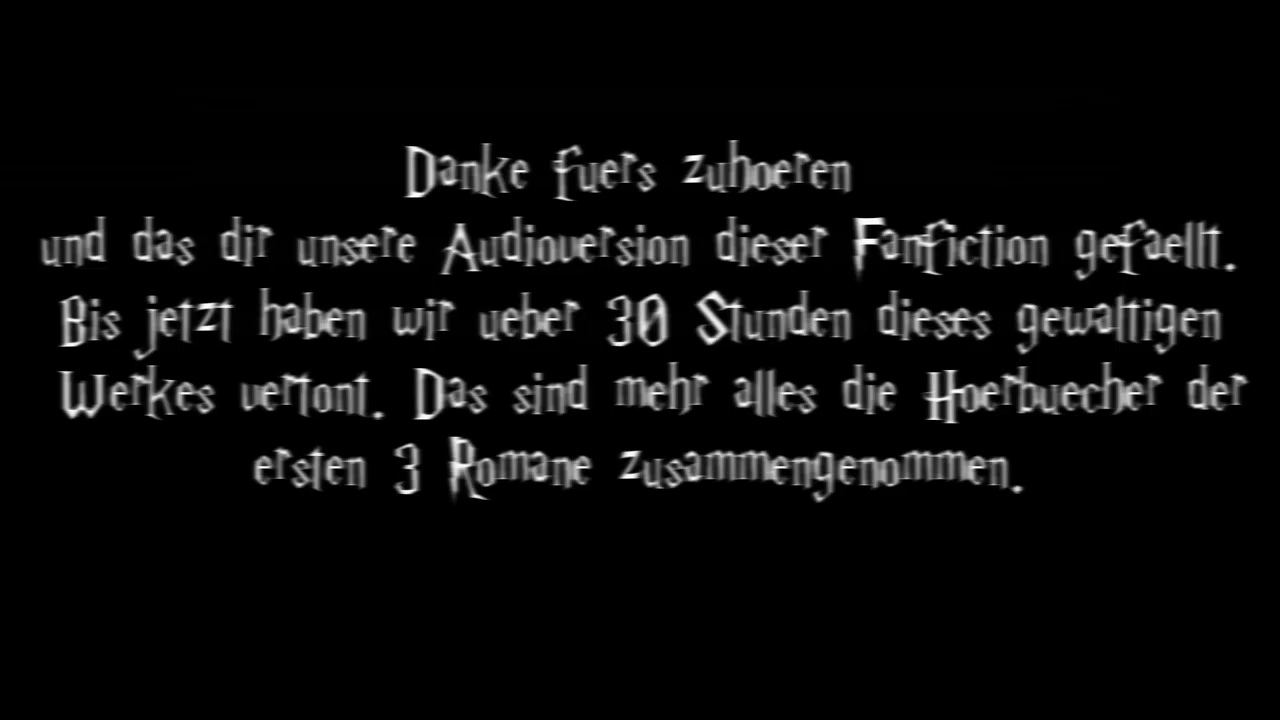 Danke fuers zuhoeren
und das dir unsere Audioversion dieser Fanfiction gefaellt.
Bis jetzt haben wir ueber 30 Stunden dieses gewaltigen
Werkes vertont. Das sind mehr alles die Hoerbuecher der
ersten 3 Romane zusammengenommen.